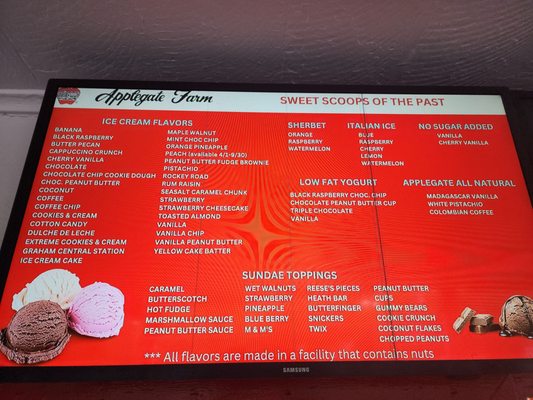 Applegate Farm
SWEET SCOOPS OF THE PAST
ICE CREAM FLAVORS
BANANA
BLACK RASPBERRY
BUTTER PECAN
CAPPUCCINO CRUNCH
CHERRY VANILLA
CHOCOLATE
CHOCOLATE CHIP COOKIE DOUGH
CHOC. PEANUT BUTTER
COCONUT
COFFEE
COFFEE CHIP
COOKIES & CREAM
COTTON CANDY
DULCHE DE LECHE
EXTREME COOKIES & CREAM
GRAHAM CENTRAL STATION
ICE CREAM CAKE
MAPLE WALNUT
MINT CHOC CHIP
ORANGE PINEAPPLE
PEACH (available 4/1-9/30)
PEANUT BUTTER FUDGE BROWNIE
PISTACHIO
ROCKEY ROAD
RUM RAISIN
SEASALT CARAMEL CHUNK
STRAWBERRY
STRAWBERRY CHEESECAKE
TOASTED ALMOND
VANILLA
VANILLA CHIP
VANILLA PEANUT BUTTER
YELLOW CAKE BATTER
SHERBET
ORANGE
RASPBERRY
WATERMELON
ITALIAN ICE
BLUE
RASPBERRY
CHERRY
LEMON
WATERMELON
NO SUGAR ADDED
VANILLA
CHERRY VANILLA
LOW FAT YOGURT
BLACK RASPBERRY CHOC. CHIP
CHOCOLATE PEANUT BUTTER CUP
TRIPLE CHOCOLATE
VANILLA
APPLEGATE ALL NATURAL
MADAGASCAR VANILLA
WHITE PISTACHIO
COLOMBIAN COFFEE
SUNDAE TOPPINGS
CARAMEL
BUTTERSCOTCH
HOT FUDGE
MARSHMALLOW SAUCE
PEANUT BUTTER SAUCE
WET WALNUTS
STRAWBERRY
PINEAPPLE
BLUE BERRY
M & M'S
REESE'S PIECES
HEATH BAR
BUTTERFINGER
SNICKERS
TWIX
PEANUT BUTTER
CUPS
GUMMY BEARS
COOKIE CRUNCH
COCONUT FLAKES
CHOPPED PEANUTS
*** All flavors are made in a facility that contains nuts
SAMSUNG